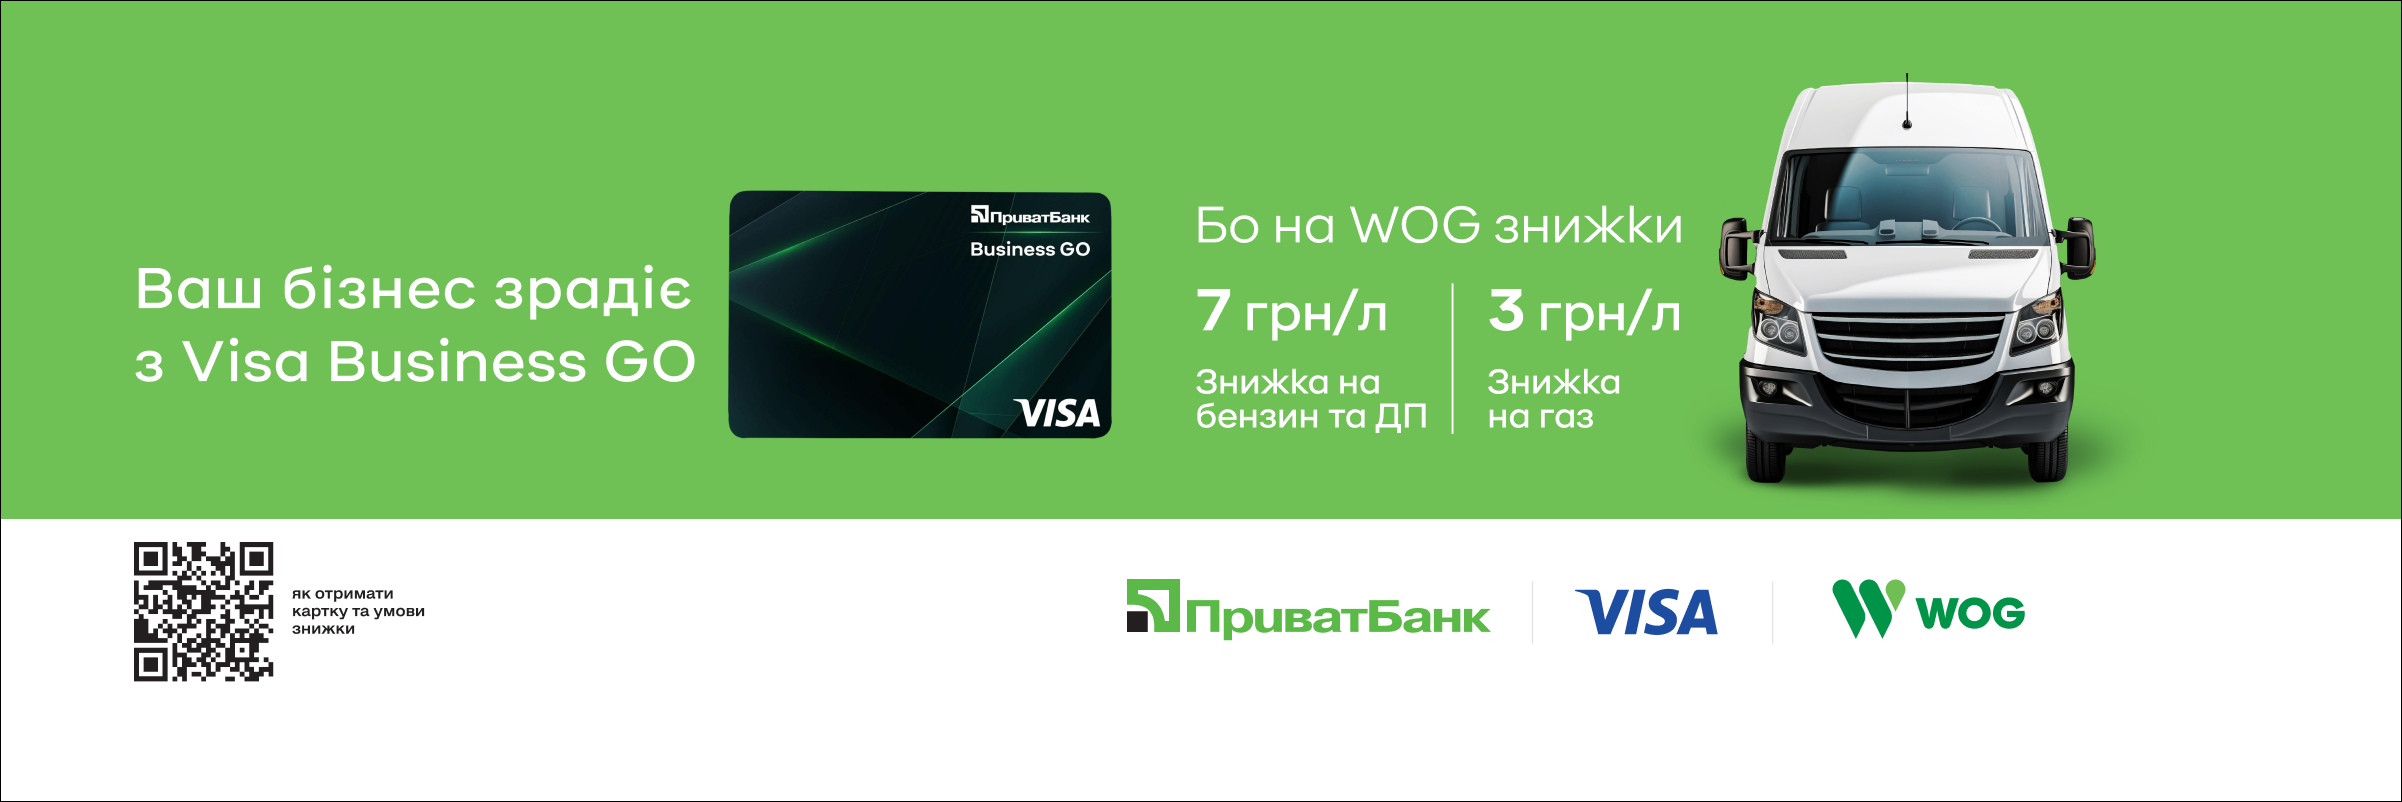 Ваш бізнес зрадіє
з Visa Business GO
ПриватБанк
Business GO
VISA
Бо на WOG знижки
7 грн/л
Знижка на
бензин та ДП
3 грн/л
Знижка
на газ
як отримати
картку та умови
знижки
ПриватБанк
VISA
WOG